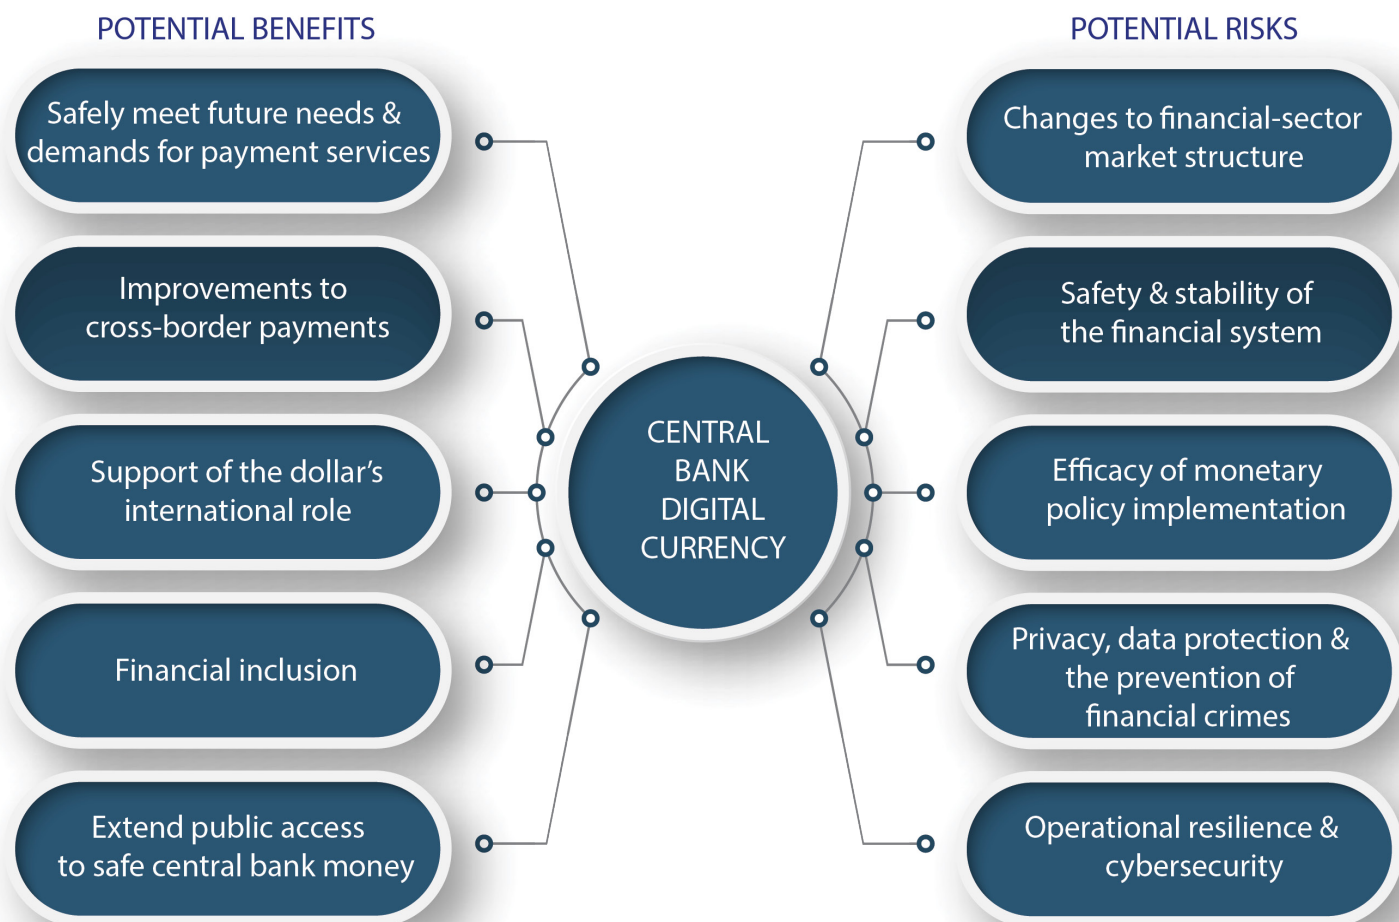 POTENTIAL BENEFITS
Safely meet future needs &
demands for payment services
Improvements to
cross-border payments
Support of the dollar’s
international role
Financial inclusion
Extend public access
to safe central bank money
CENTRAL
BANK
DIGITAL
CURRENCY
POTENTIAL RISKS
Changes to financial-sector
market structure
Safety & stability of
the financial system
Efficacy of monetary
policy implementation
Privacy, data protection &
the prevention of
financial crimes
Operational resilience &
cybersecurity